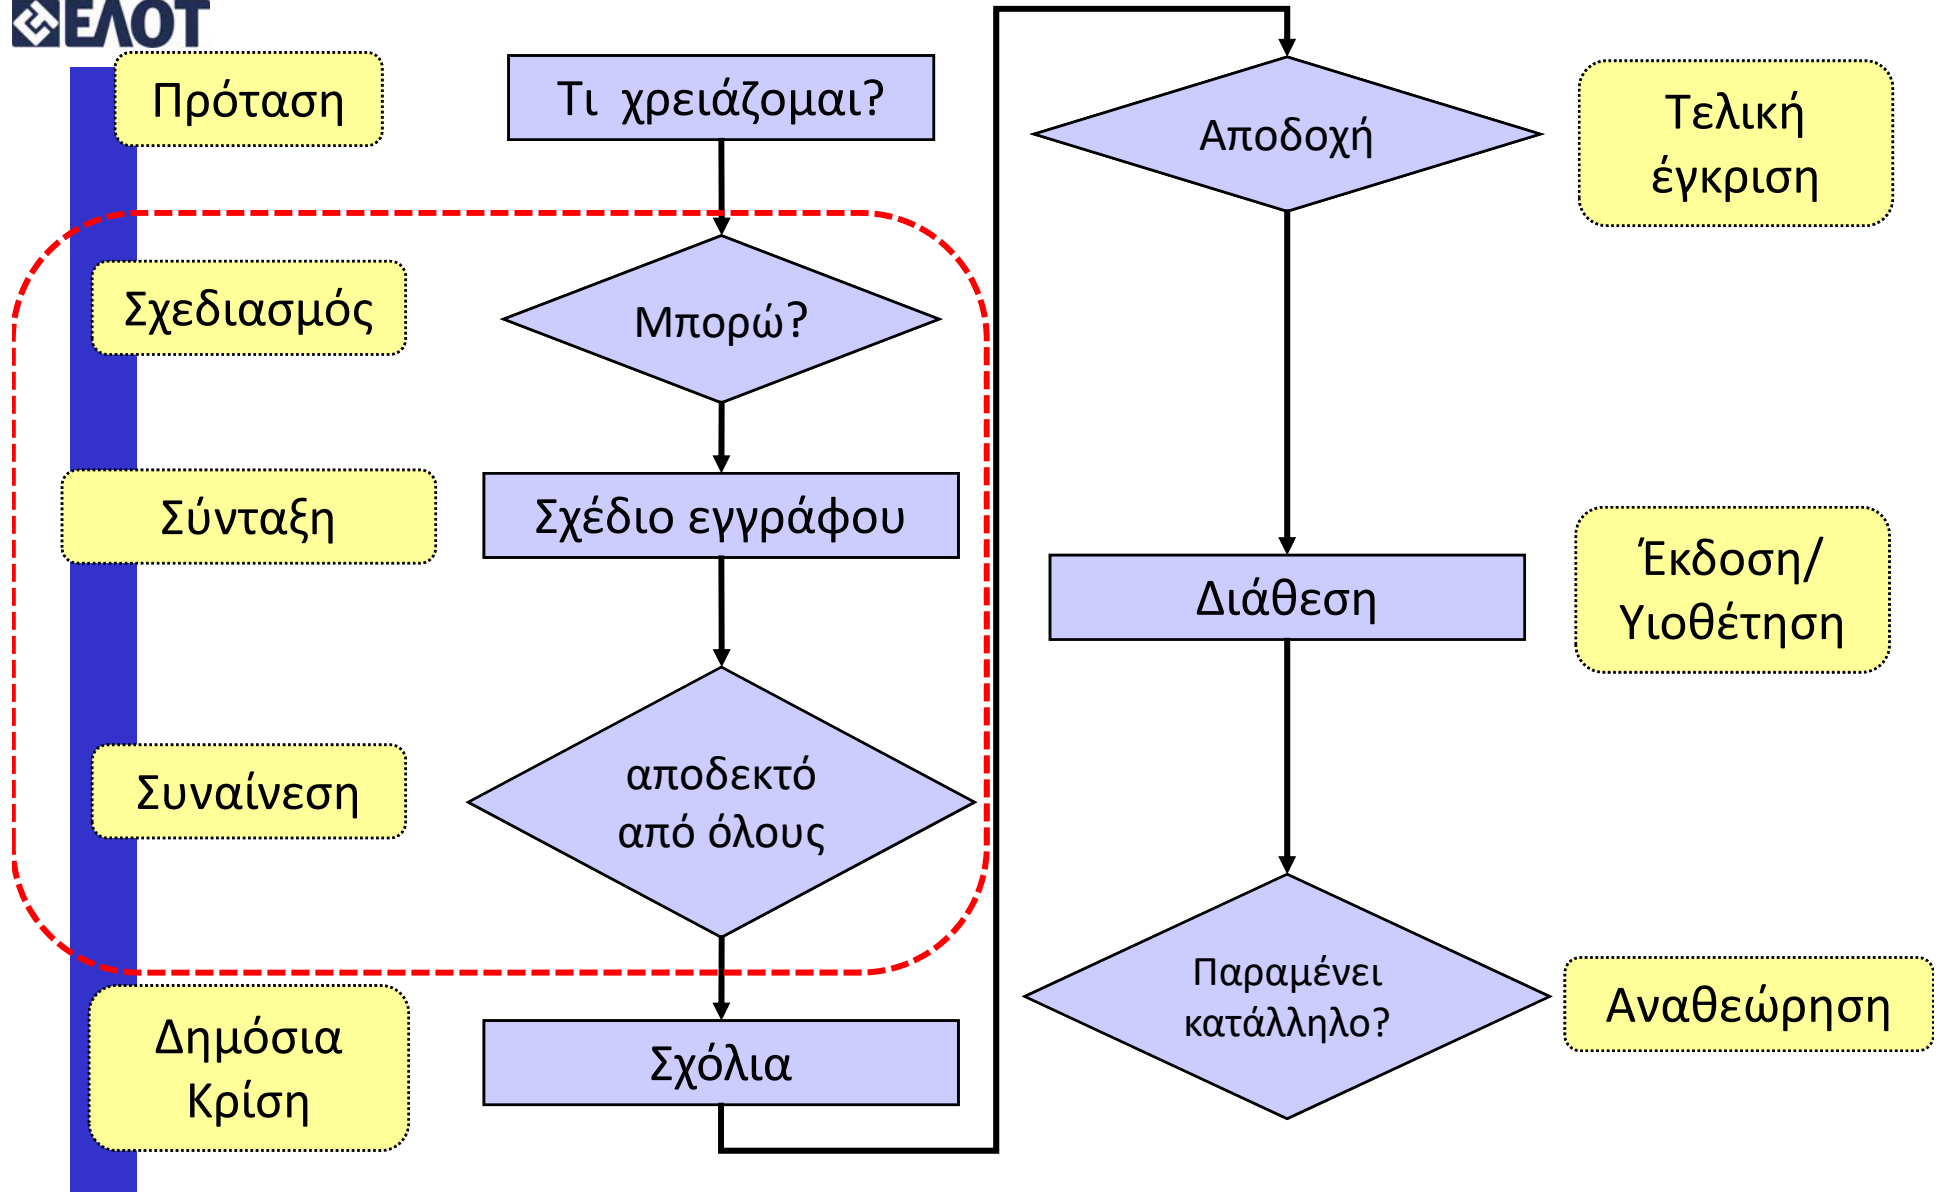 ΕΛΟΤ
Πρόταση
Τι χρειάζομαι?
Σχεδιασμός
Μπορώ?
Σύνταξη
Σχέδιο εγγράφου
Συναίνεση
αποδεκτό
από όλους
Δημόσια
Κρίση
Σχόλια
Αποδοχή
Τελική
έγκριση
Διάθεση
Έκδοση/
Υιοθέτηση
Παραμένει
κατάλληλο?
Αναθεώρηση